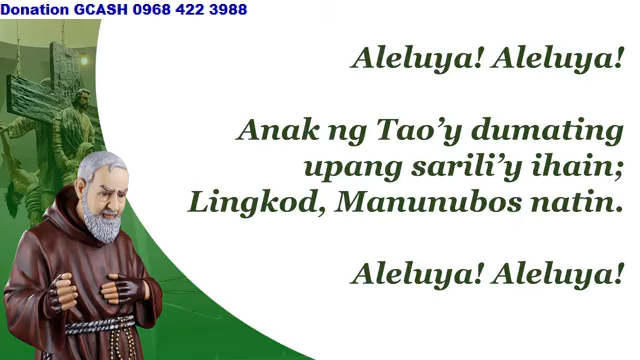 Donation GCASH 0968 422 3988
Aleluya! Aleluya!
Anak ng Tao’y dumating
upang sarili’y ihain;
Lingkod, Manunubos natin.
Aleluya! Aleluya!